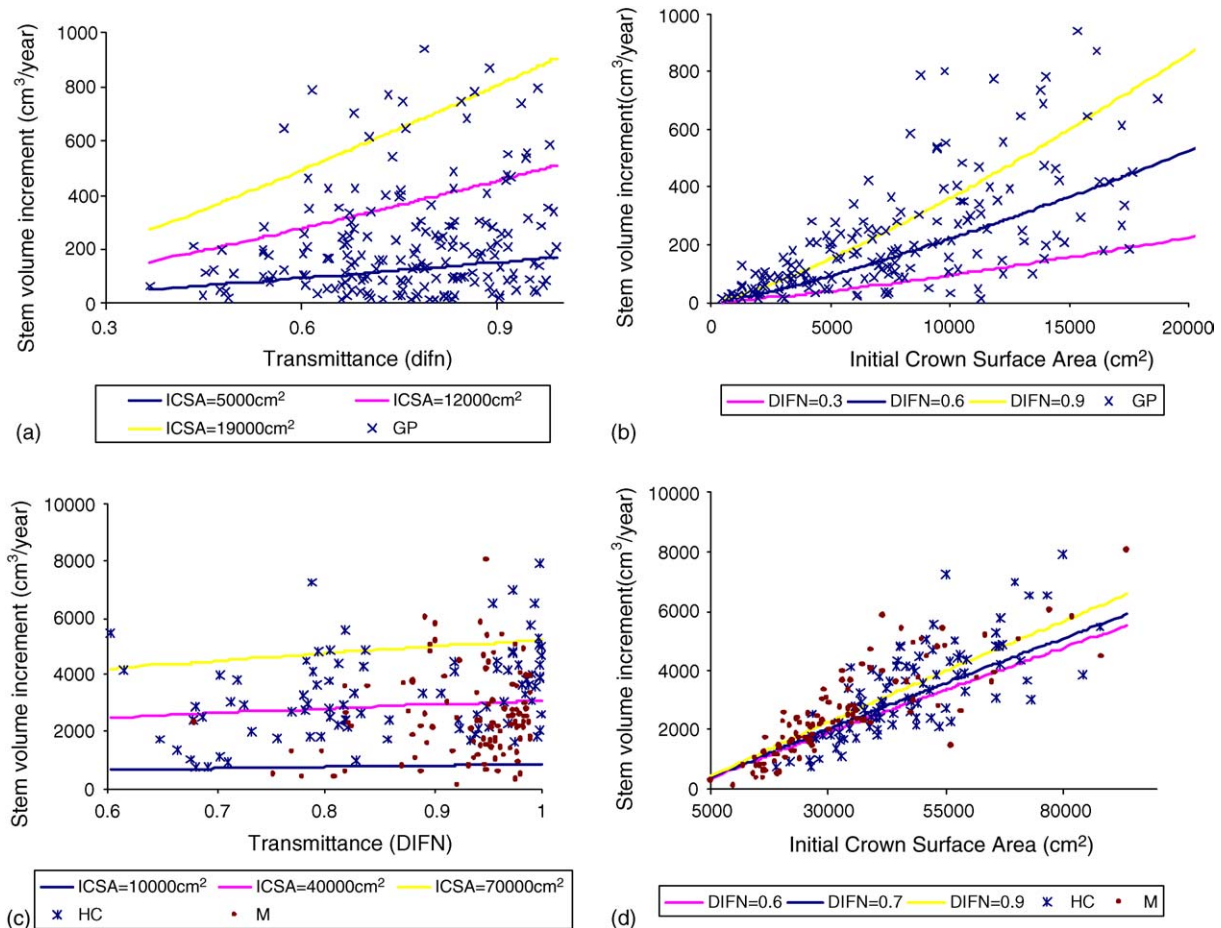 Stem volume increment (cm³/year)
1000
800
600
400
200
0
0.3
0.6
0.9
Transmittance (difn)
ICSA=5000cm²
ICSA=12000cm²
ICSA=19000cm²
GP
(a)
Stem volume increment(cm³/year)
1000
800
600
400
200
0
0
5000
10000
15000
20000
Initial Crown Surface Area (cm²)
DIFN=0.3
DIFN=0.6
DIFN=0.9
GP
(b)
Stem volume increment (cm³/year)
10000
8000
6000
4000
2000
0
0.6
0.7
0.8
0.9
1
Transmittance (DIFN)
ICSA=10000cm²
ICSA=40000cm²
ICSA=70000cm²
HC
M
(c)
Stem volume increment(cm³/year)
10000
8000
6000
4000
2000
0
5000
30000
55000
80000
Initial Crown Surface Area (cm²)
DIFN=0.6
DIFN=0.7
DIFN=0.9
HC
M
(d)